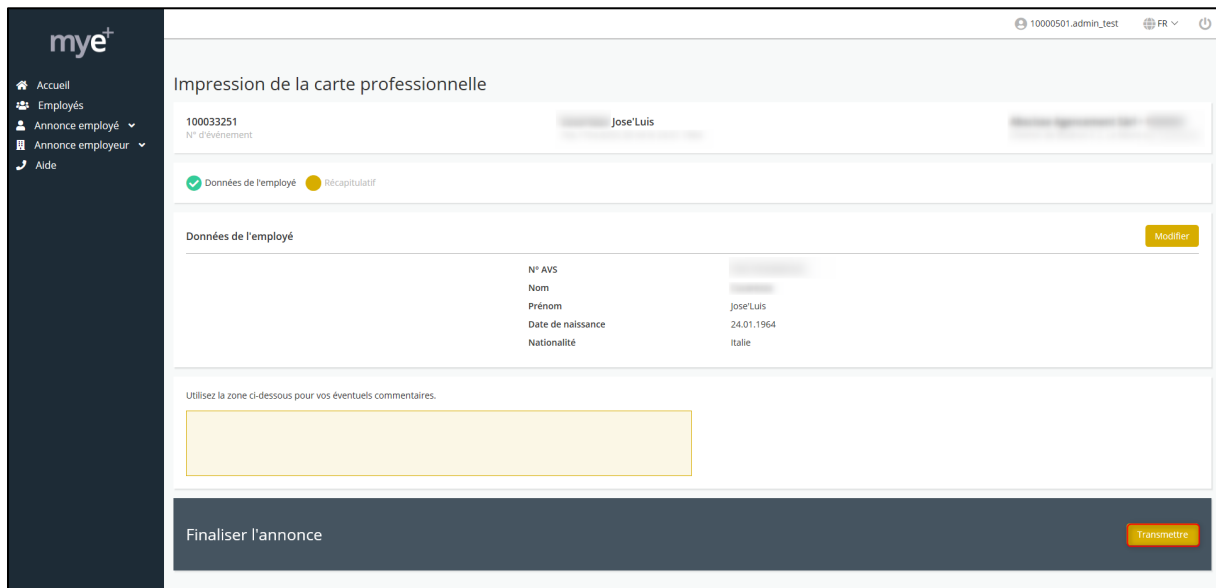 mye+
10000501.admin_test
FR
Accueil
Employés
Annonce employé
Annonce employeur
Aide
Impression de la carte professionnelle
100033251
N° d'événement
Jose'Luis
Données de l'employé
Récapitulatif
Données de l'employé
Modifier
N° AVS
Nom
Prénom
Jose'Luis
Date de naissance
24.01.1964
Nationalité
Italie
Utilisez la zone ci-dessous pour vos éventuels commentaires.
Finaliser l'annonce
Transmettre